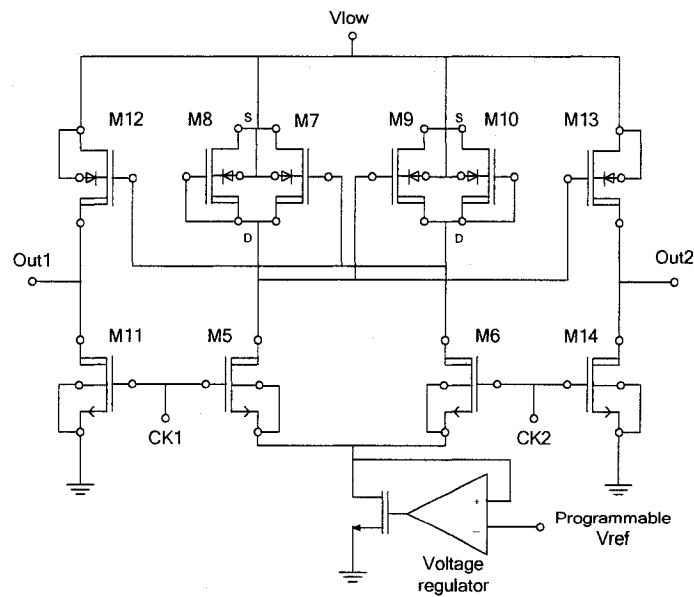 Vlow
M12
M8
S
M7
M9
S
M10
M13
D
D
Out1
Out2
M11
M5
M6
M14
CK1
CK2
+
−
Programmable
Vref
Voltage
regulator